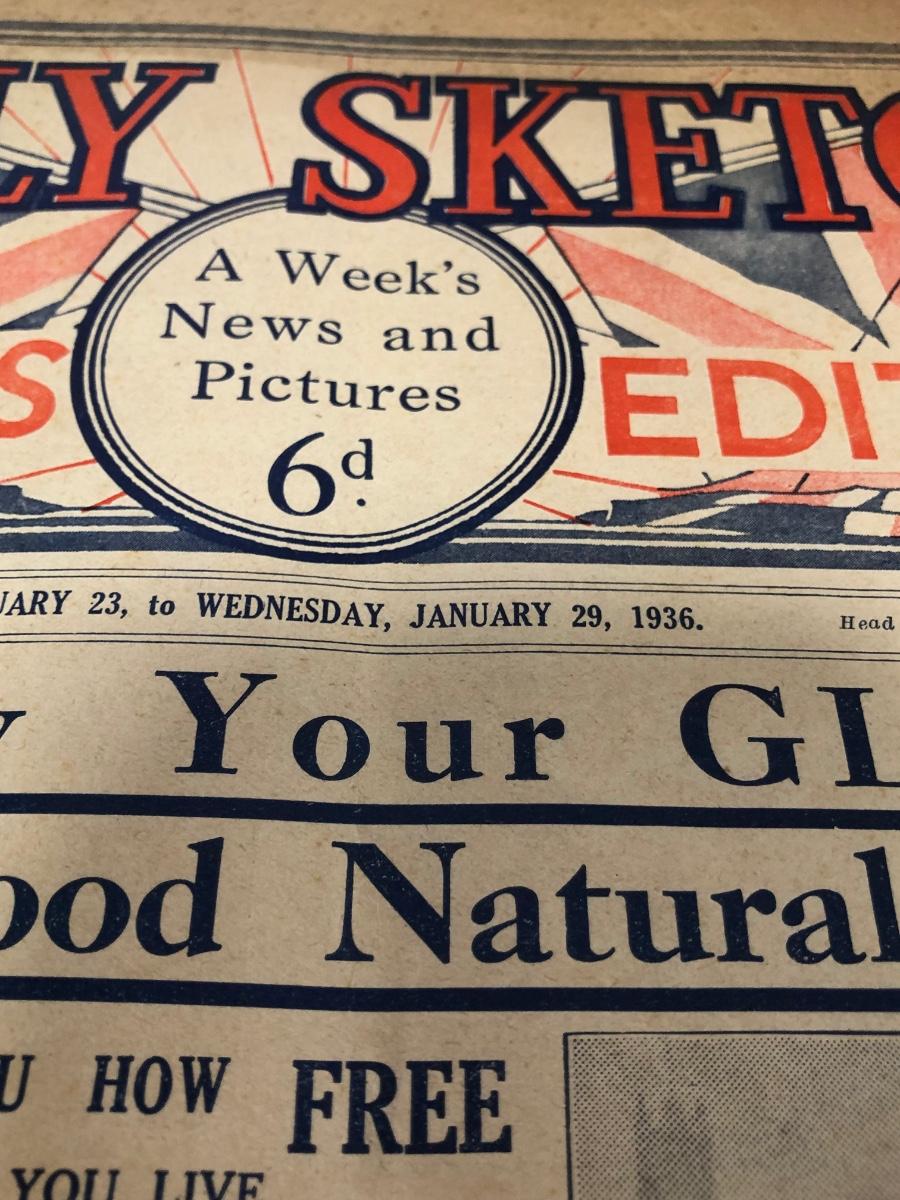 LY SKETC
A Week's
News and
Pictures
6d.
S EDIT
UARY 23, to WEDNESDAY, JANUARY 29, 1936. Head
y Your GL
ood Natural
U HOW FREE
YOU LIVE